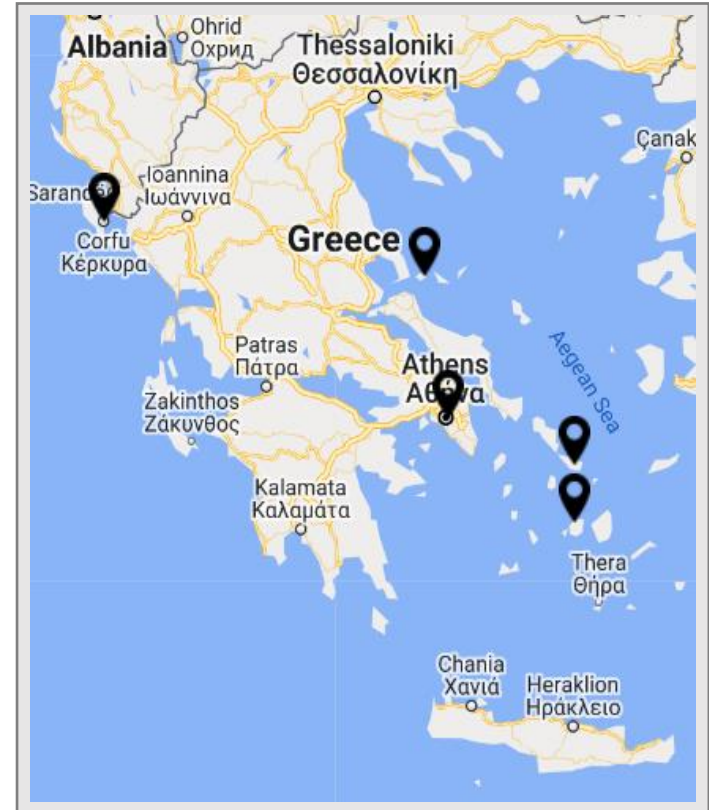 Ohrid
Охрид
Albania
Thessaloniki
Θεσσαλονίκη
Çanak
Ioannina
Ιωάννινα
Corfu
Κέρκυρα
Greece
Aegean Sea
Patras
Πάτρα
Athens
Zakinthos
Ζάκυνθος
Kalamata
Καλαμάτα
Thera
Θήρα
Chania
Χανιά
Heraklion
Ηράκλειο